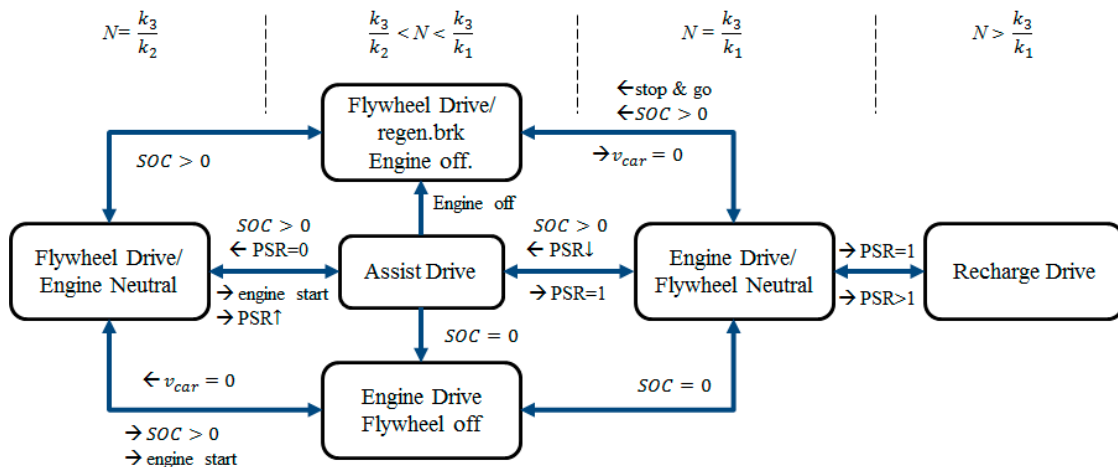 N= k₃/k₂
k₃/k₂ < N < k₃/k₁
N = k₃/k₁
N > k₃/k₁
Flywheel Drive/
regen.brk
Engine off.
←stop & go
←SOC > 0
→v_car = 0
SOC > 0
Engine off
SOC > 0
← PSR=0
SOC > 0
← PSR↓
Flywheel Drive/
Engine Neutral
Assist Drive
Engine Drive/
Flywheel Neutral
→ PSR=1
→ PSR>1
Recharge Drive
→ engine start
→ PSR↑
→ PSR=1
SOC = 0
← v_car = 0
Engine Drive
Flywheel off
SOC = 0
→ SOC > 0
→ engine start